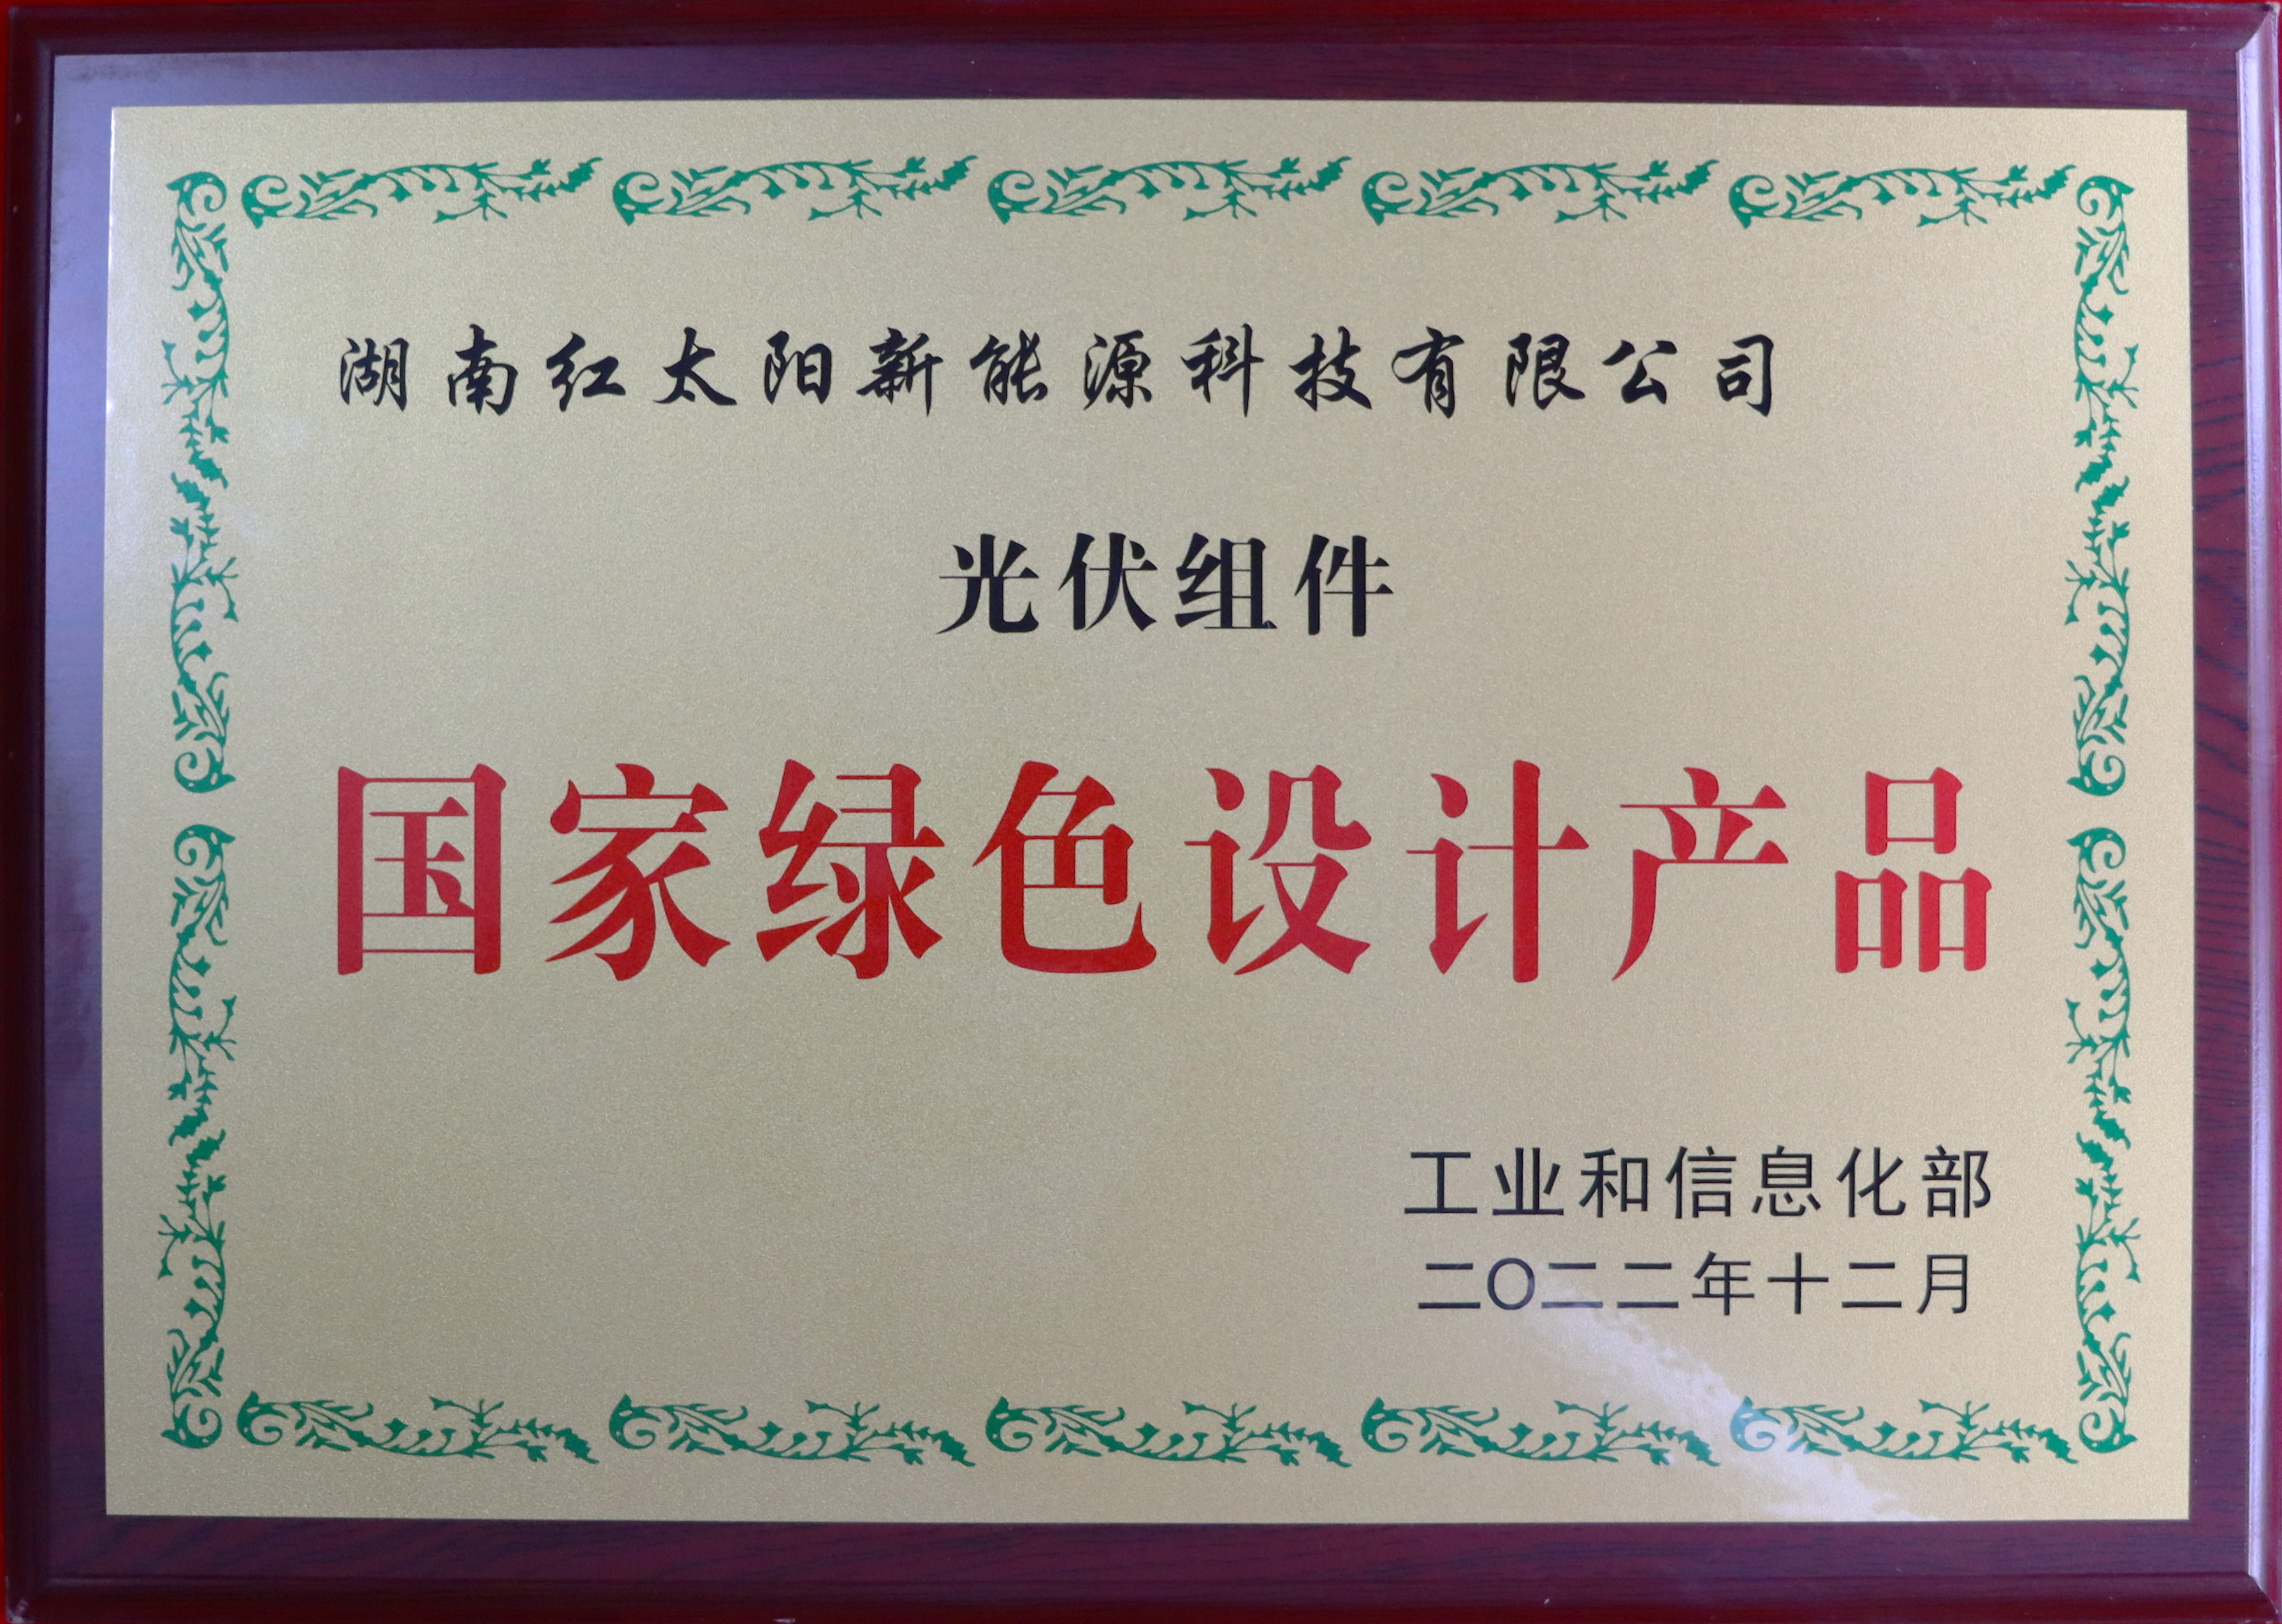 湖南红太阳新能源科技有限公司
光伏组件
国家绿色设计产品
工业和信息化部
二〇二二年十二月